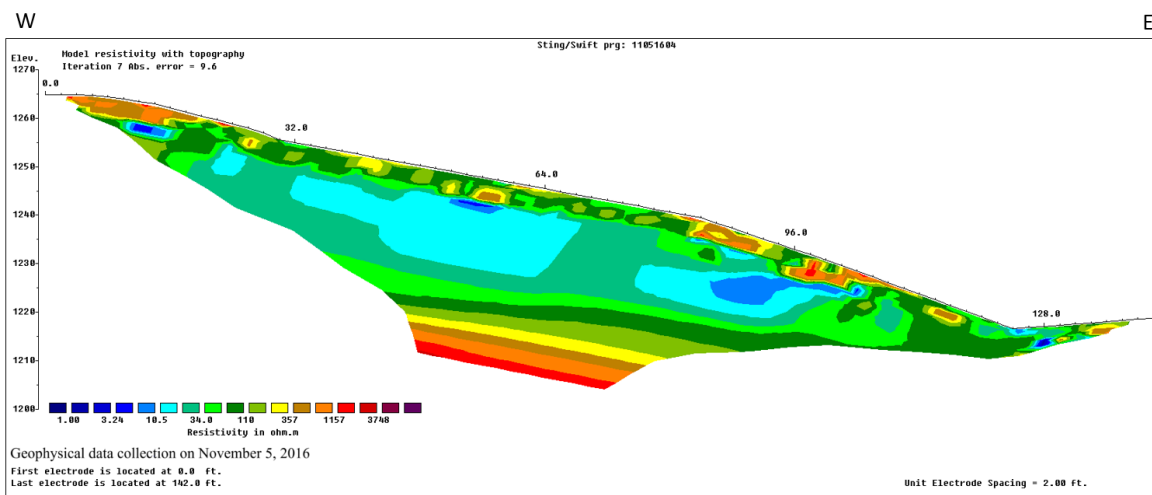 W E
Sting/Swift prg: 11051604
Model resistivity with topography
Elev. Iteration 7 Abs. error = 9.6
1270
0.0
1260
32.0
1250
64.0
1240
96.0
1230
1220
128.0
1210
1200
1.00 3.24 10.5 34.0 110 357 1157 3748
Resistivity in ohm.m
Geophysical data collection on November 5, 2016
First electrode is located at 0.0 ft.
Last electrode is located at 142.0 ft. Unit Electrode Spacing = 2.00 ft.